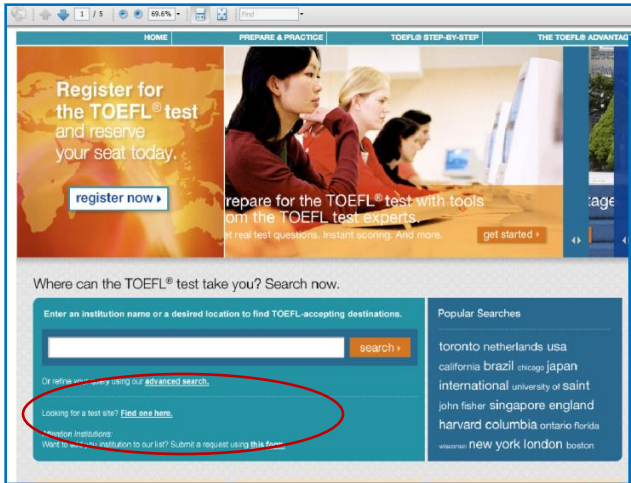 1 / 5
69.6%
Find
HOME
PREPARE & PRACTICE
TOEFL® STEP-BY-STEP
THE TOEFL® ADVANTAG
Register for
the TOEFL® test
and reserve
your seat today.
register now
repare for the TOEFL® test with tools
om the TOEFL test experts.
et real test questions. Instant scoring. And more.
get started
tage
Where can the TOEFL® test take you? Search now.
Enter an institution name or a desired location to find TOEFL-accepting destinations.
search
Or refine your query using our advanced search.
Looking for a test site? Find one here.
Attention Institutions:
Want to add you institution to our list? Submit a request using this form.
Popular Searches
toronto netherlands usa
california brazil chicago japan
international university of saint
john fisher singapore england
harvard columbia ontario florida
wisconsin new york london boston